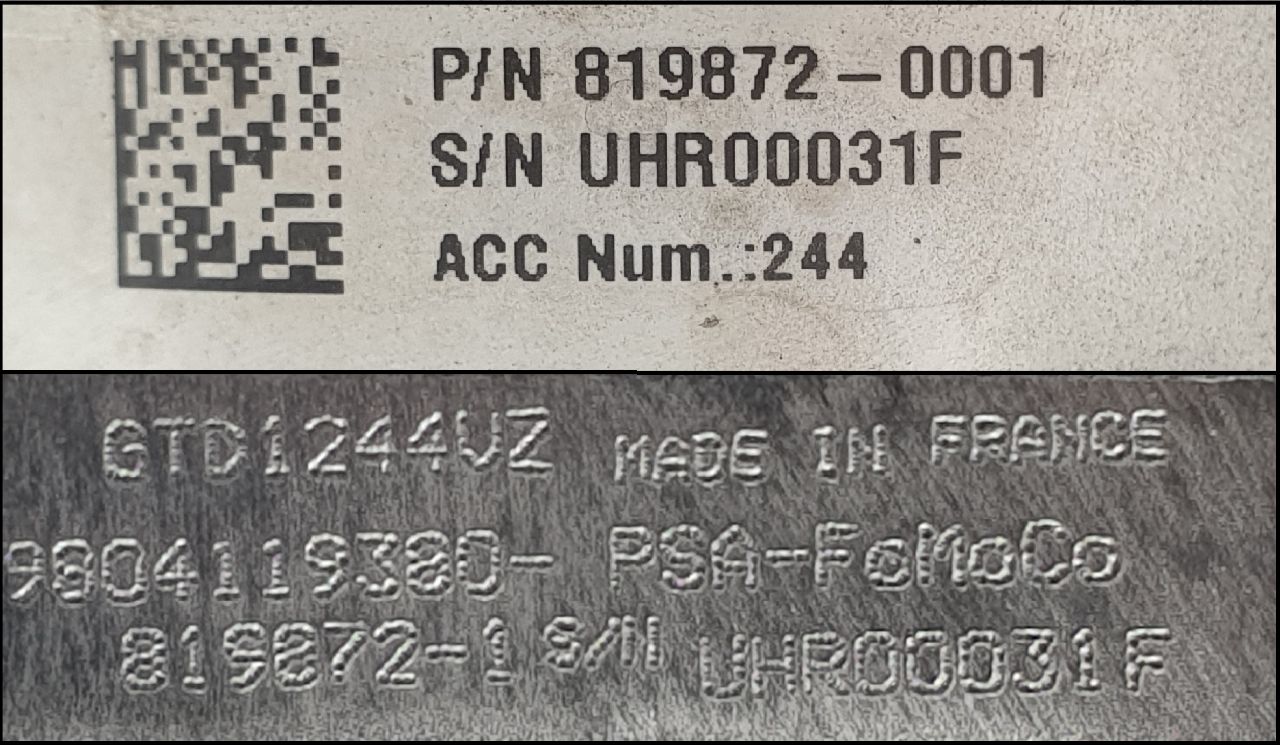 P/N 819872-0001
S/N UHR00031F
ACC Num.:244
GTD1244VZ MADE IN FRANCE
9804119380- PSA-FoMoCo
819872-1 S/N UHR00031F